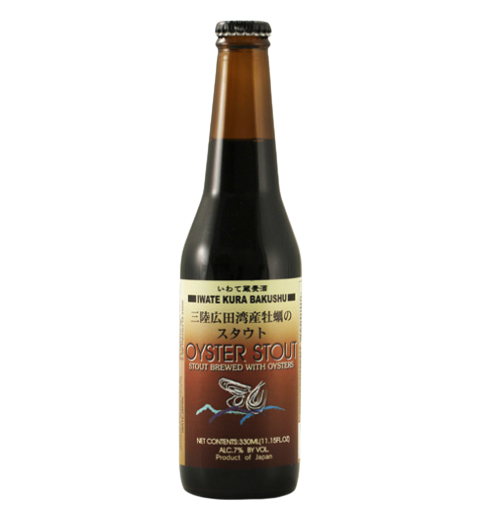 いわて蔵麦酒
IWATE KURA BAKUSHU
三陸広田湾産牡蠣の
スタウト
OYSTER STOUT
STOUT BREWED WITH OYSTERS
NET CONTENTS:330ML(11.15FL.OZ)
ALC.7% BY VOL.
Product of Japan